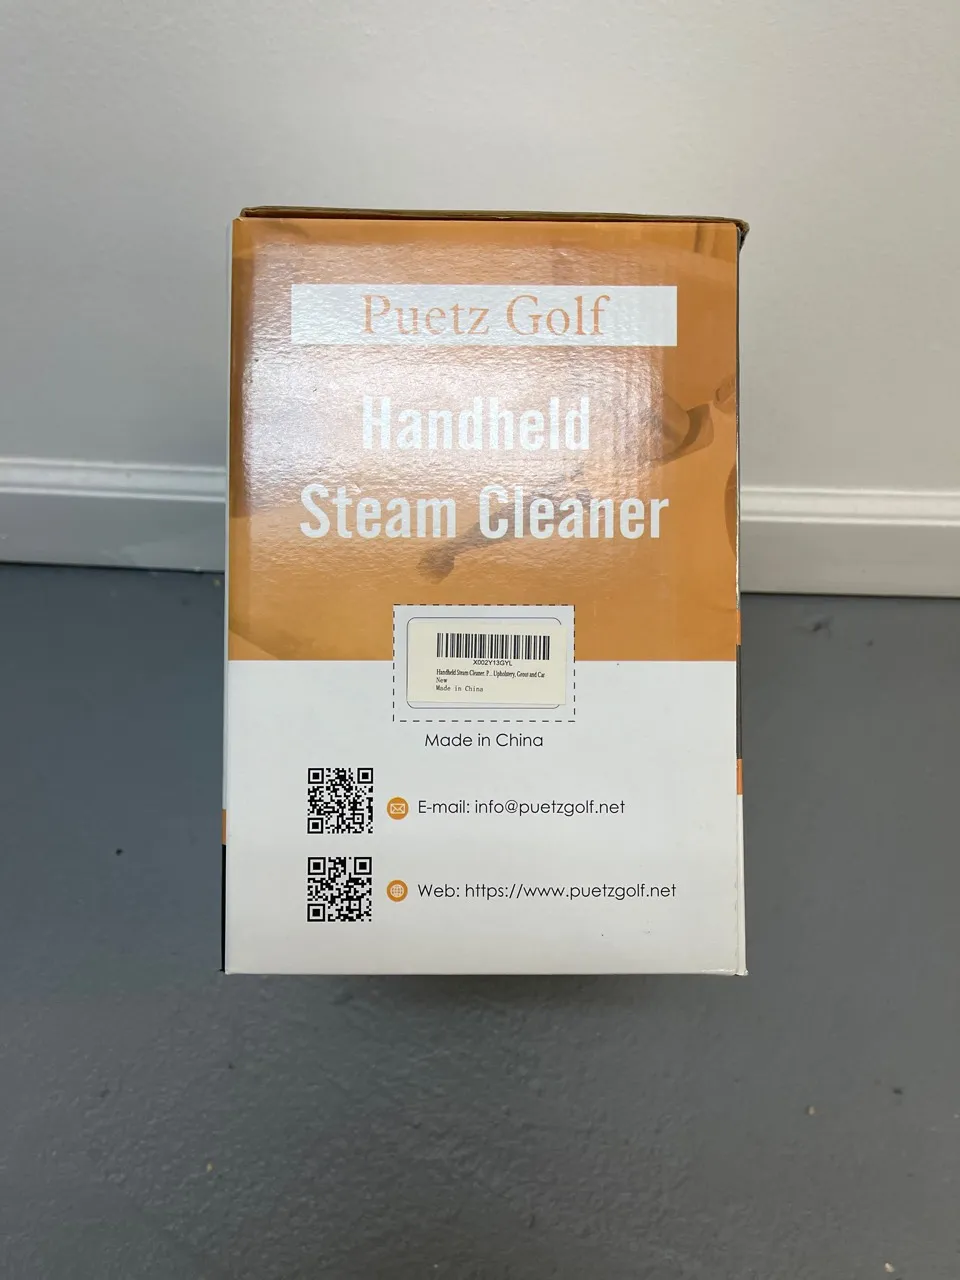 Puetz Golf
Handheld
Steam Cleaner
X002Y13GYL
Handheld Steam Cleaner, P... Upholstery, Grout and Car
New
Made in China
Made in China
E-mail: info@puetzgolf.net
Web: https://www.puetzgolf.net